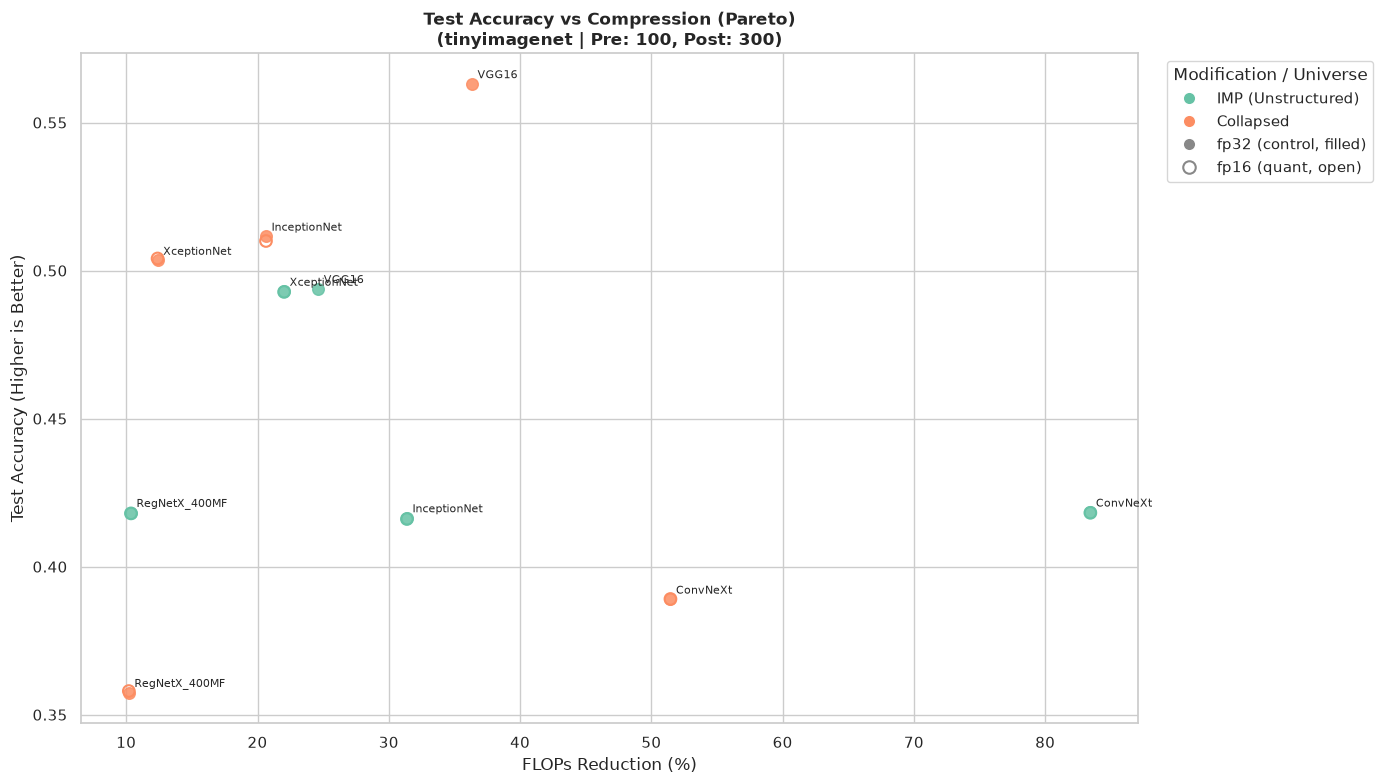 Test Accuracy vs Compression (Pareto)
(tinyimagenet | Pre: 100, Post: 300)
Modification / Universe
IMP (Unstructured)
Collapsed
fp32 (control, filled)
fp16 (quant, open)
Test Accuracy (Higher is Better)
0.55
0.50
0.45
0.40
0.35
VGG16
InceptionNet
XceptionNet
XceptionNet
VGG16
RegNetX_400MF
InceptionNet
ConvNeXt
ConvNeXt
RegNetX_400MF
10
20
30
40
50
60
70
80
FLOPs Reduction (%)